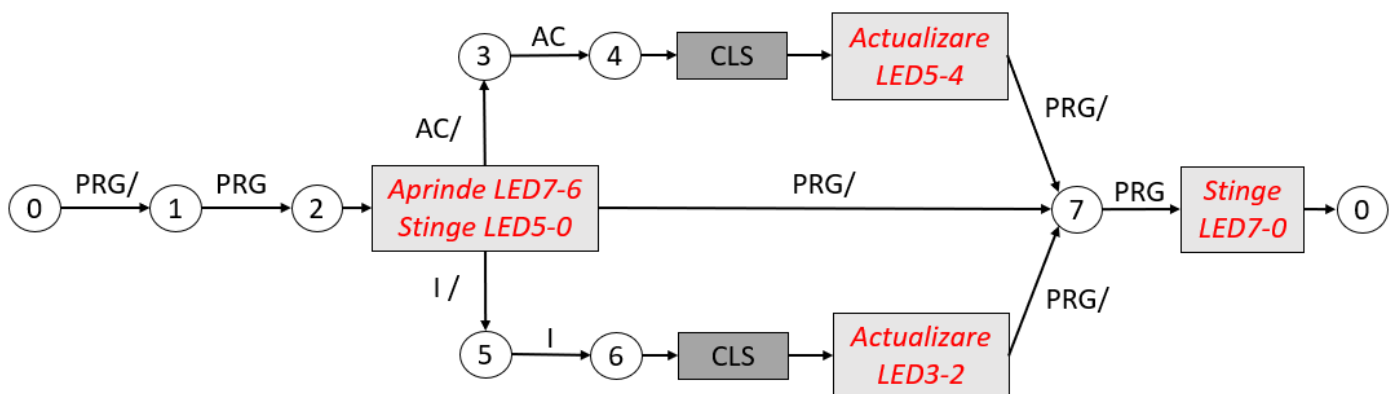 3
AC
4
CLS
Actualizare
LED5-4
AC/
PRG/
0
PRG/
1
PRG
2
Aprinde LED7-6
Stinge LED5-0
PRG/
7
PRG
Stinge
LED7-0
0
I /
PRG/
5
I
6
CLS
Actualizare
LED3-2